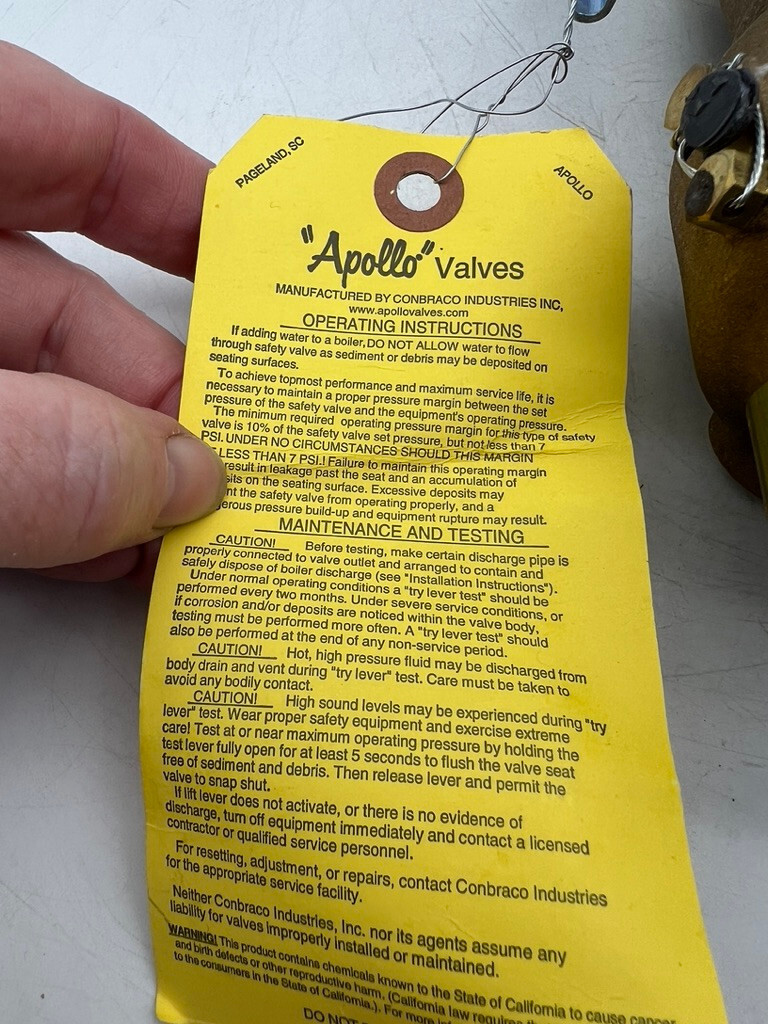 PAGELAND, SC
APOLLO
"Apollo" Valves
MANUFACTURED BY CONBRACO INDUSTRIES INC,
www.apollovalves.com
OPERATING INSTRUCTIONS
If adding water to a boiler, DO NOT ALLOW water to flow
through safety valve as sediment or debris may be deposited on
seating surfaces.
To achieve topmost performance and maximum service life, it is
necessary to maintain a proper pressure margin between the set
pressure of the safety valve and the equipment's operating pressure.
The minimum required operating pressure margin for this type of safety
valve is 10% of the safety valve set pressure, but not less than 7
PSI. UNDER NO CIRCUMSTANCES SHOULD THIS MARGIN
LESS THAN 7 PSI.! Failure to maintain this operating margin
result in leakage past the seat and an accumulation of
on the seating surface. Excessive deposits may
the safety valve from operating properly, and a
pressure build-up and equipment rupture may result.
MAINTENANCE AND TESTING
CAUTION! Before testing, make certain discharge pipe is
properly connected to valve outlet and arranged to contain and
safely dispose of boiler discharge (see "Installation Instructions").
Under normal operating conditions a "try lever test" should be
performed every two months. Under severe service conditions, or
if corrosion and/or deposits are noticed within the valve body,
testing must be performed more often. A "try lever test" should
also be performed at the end of any non-service period.
CAUTION! Hot, high pressure fluid may be discharged from
body drain and vent during "try lever" test. Care must be taken to
avoid any bodily contact.
CAUTION! High sound levels may be experienced during "try
lever" test. Wear proper safety equipment and exercise extreme
care! Test at or near maximum operating pressure by holding the
test lever fully open for at least 5 seconds to flush the valve seat
free of sediment and debris. Then release lever and permit the
valve to snap shut.
If lift lever does not activate, or there is no evidence of
discharge, turn off equipment immediately and contact a licensed
contractor or qualified service personnel.
For resetting, adjustment, or repairs, contact Conbraco Industries
for the appropriate service facility.
Neither Conbraco Industries, Inc. nor its agents assume any
liability for valves improperly installed or maintained.
WARNING! This product contains chemicals known to the State of California to cause cancer
and birth defects or other reproductive harm. (California law requires
to the consumers in the State of California.). For more
DO NOT